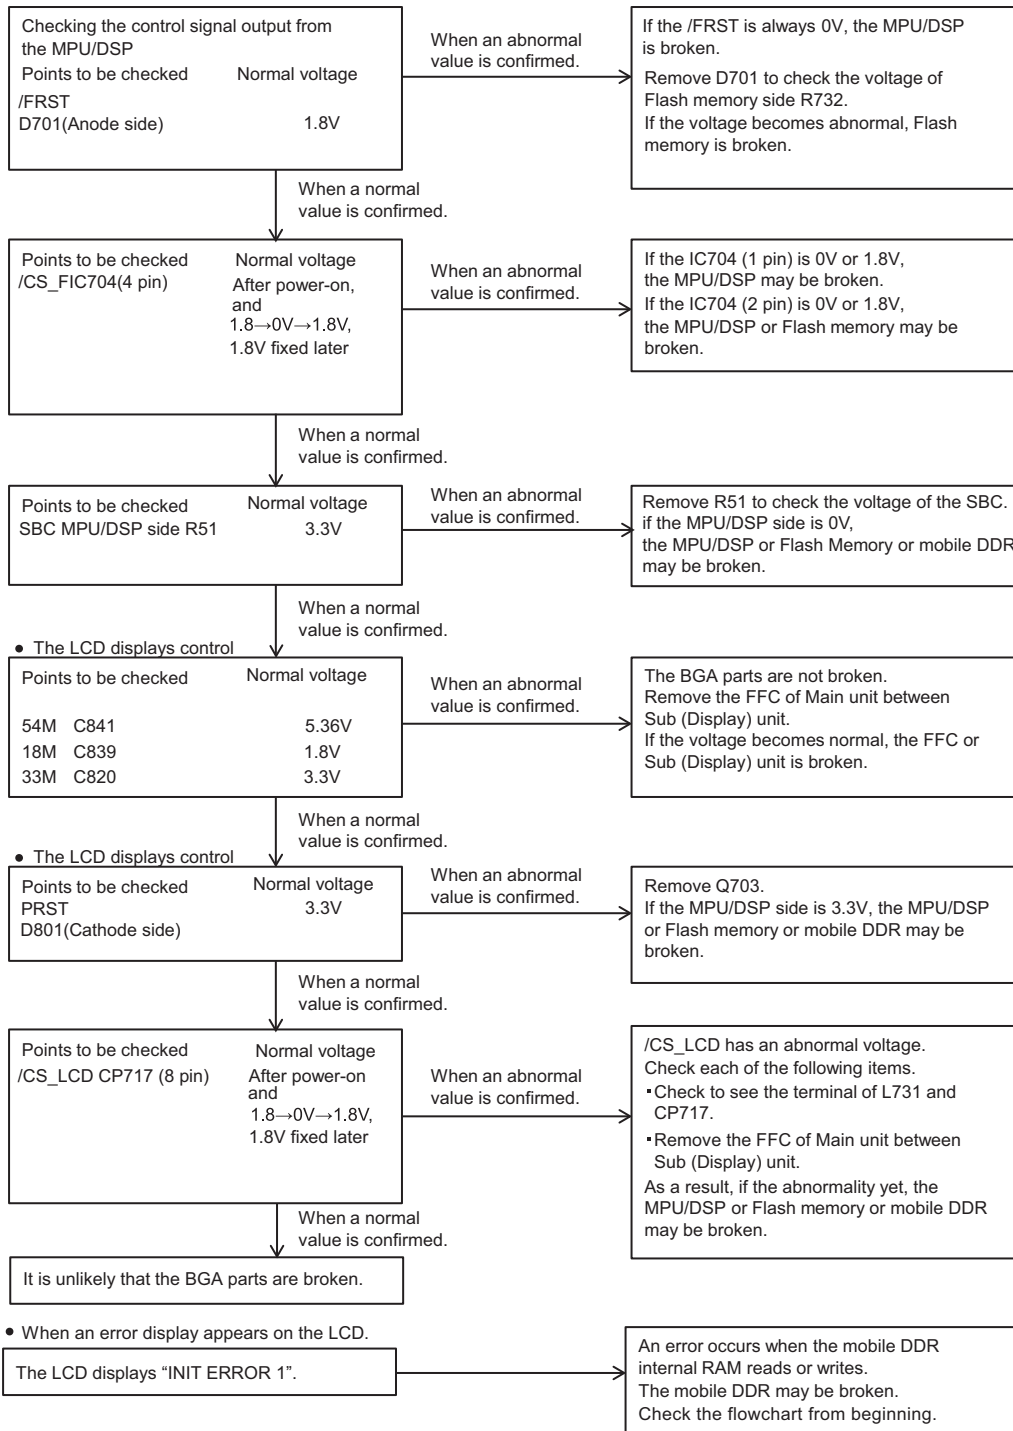 Checking the control signal output from
the MPU/DSP
Points to be checked Normal voltage
/FRST
D701(Anode side) 1.8V
When an abnormal
value is confirmed.
If the /FRST is always 0V, the MPU/DSP
is broken.
Remove D701 to check the voltage of
Flash memory side R732.
If the voltage becomes abnormal, Flash
memory is broken.
When a normal
value is confirmed.
Points to be checked Normal voltage
/CS_FIC704(4 pin) After power-on,
and
1.8→0V→1.8V,
1.8V fixed later
When an abnormal
value is confirmed.
If the IC704 (1 pin) is 0V or 1.8V,
the MPU/DSP may be broken.
If the IC704 (2 pin) is 0V or 1.8V,
the MPU/DSP or Flash memory may be
broken.
When a normal
value is confirmed.
Points to be checked Normal voltage
SBC MPU/DSP side R51 3.3V
When an abnormal
value is confirmed.
Remove R51 to check the voltage of the SBC.
if the MPU/DSP side is 0V,
the MPU/DSP or Flash Memory or mobile DDR
may be broken.
When a normal
value is confirmed.
• The LCD displays control
Points to be checked Normal voltage
54M C841 5.36V
18M C839 1.8V
33M C820 3.3V
When an abnormal
value is confirmed.
The BGA parts are not broken.
Remove the FFC of Main unit between
Sub (Display) unit.
If the voltage becomes normal, the FFC or
Sub (Display) unit is broken.
When a normal
value is confirmed.
• The LCD displays control
Points to be checked Normal voltage
PRST 3.3V
D801(Cathode side)
When an abnormal
value is confirmed.
Remove Q703.
If the MPU/DSP side is 3.3V, the MPU/DSP
or Flash memory or mobile DDR may be
broken.
When a normal
value is confirmed.
Points to be checked Normal voltage
/CS_LCD CP717 (8 pin) After power-on
and
1.8→0V→1.8V,
1.8V fixed later
When an abnormal
value is confirmed.
/CS_LCD has an abnormal voltage.
Check each of the following items.
▪Check to see the terminal of L731 and
CP717.
▪Remove the FFC of Main unit between
Sub (Display) unit.
As a result, if the abnormality yet, the
MPU/DSP or Flash memory or mobile DDR
may be broken.
When a normal
value is confirmed.
It is unlikely that the BGA parts are broken.
• When an error display appears on the LCD.
The LCD displays “INIT ERROR 1”.
An error occurs when the mobile DDR
internal RAM reads or writes.
The mobile DDR may be broken.
Check the flowchart from beginning.